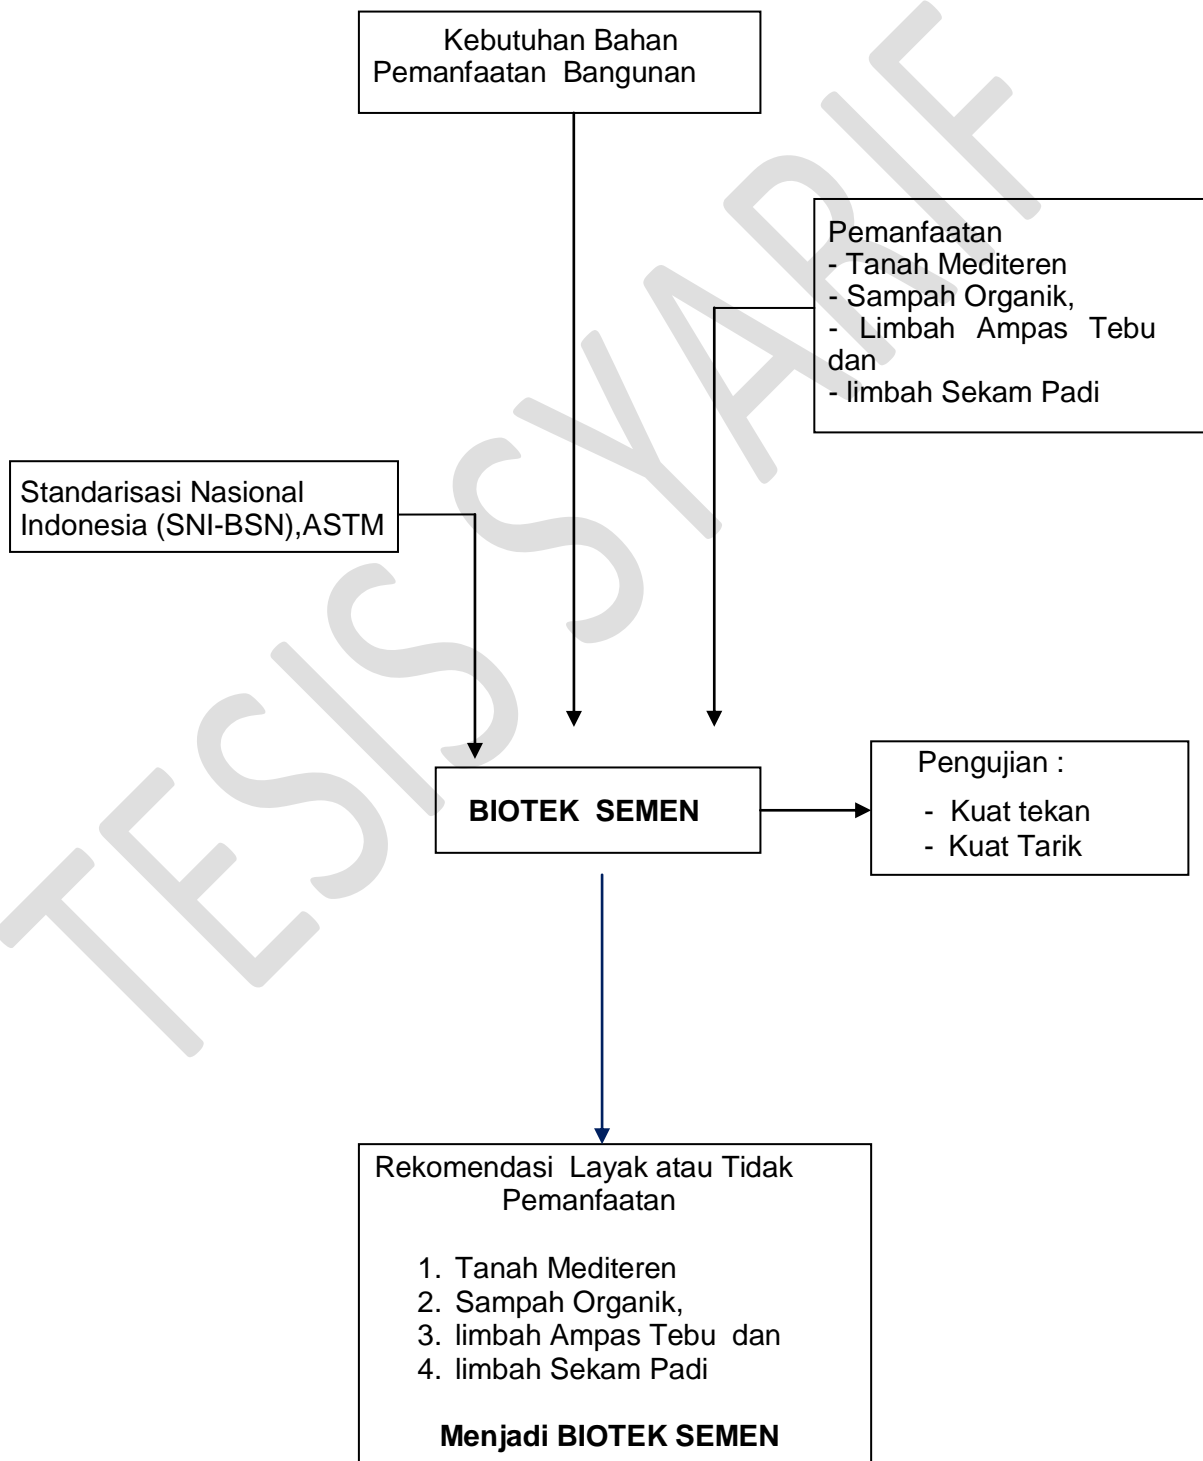 Kebutuhan Bahan
Pemanfaatan Bangunan
Pemanfaatan
- Tanah Mediteren
- Sampah Organik,
- Limbah Ampas Tebu
dan
- limbah Sekam Padi
Standarisasi Nasional
Indonesia (SNI-BSN),ASTM
BIOTEK SEMEN
Pengujian :
- Kuat tekan
- Kuat Tarik
Rekomendasi Layak atau Tidak
Pemanfaatan
1. Tanah Mediteren
2. Sampah Organik,
3. limbah Ampas Tebu dan
4. limbah Sekam Padi
Menjadi BIOTEK SEMEN
TESIS SYARIF